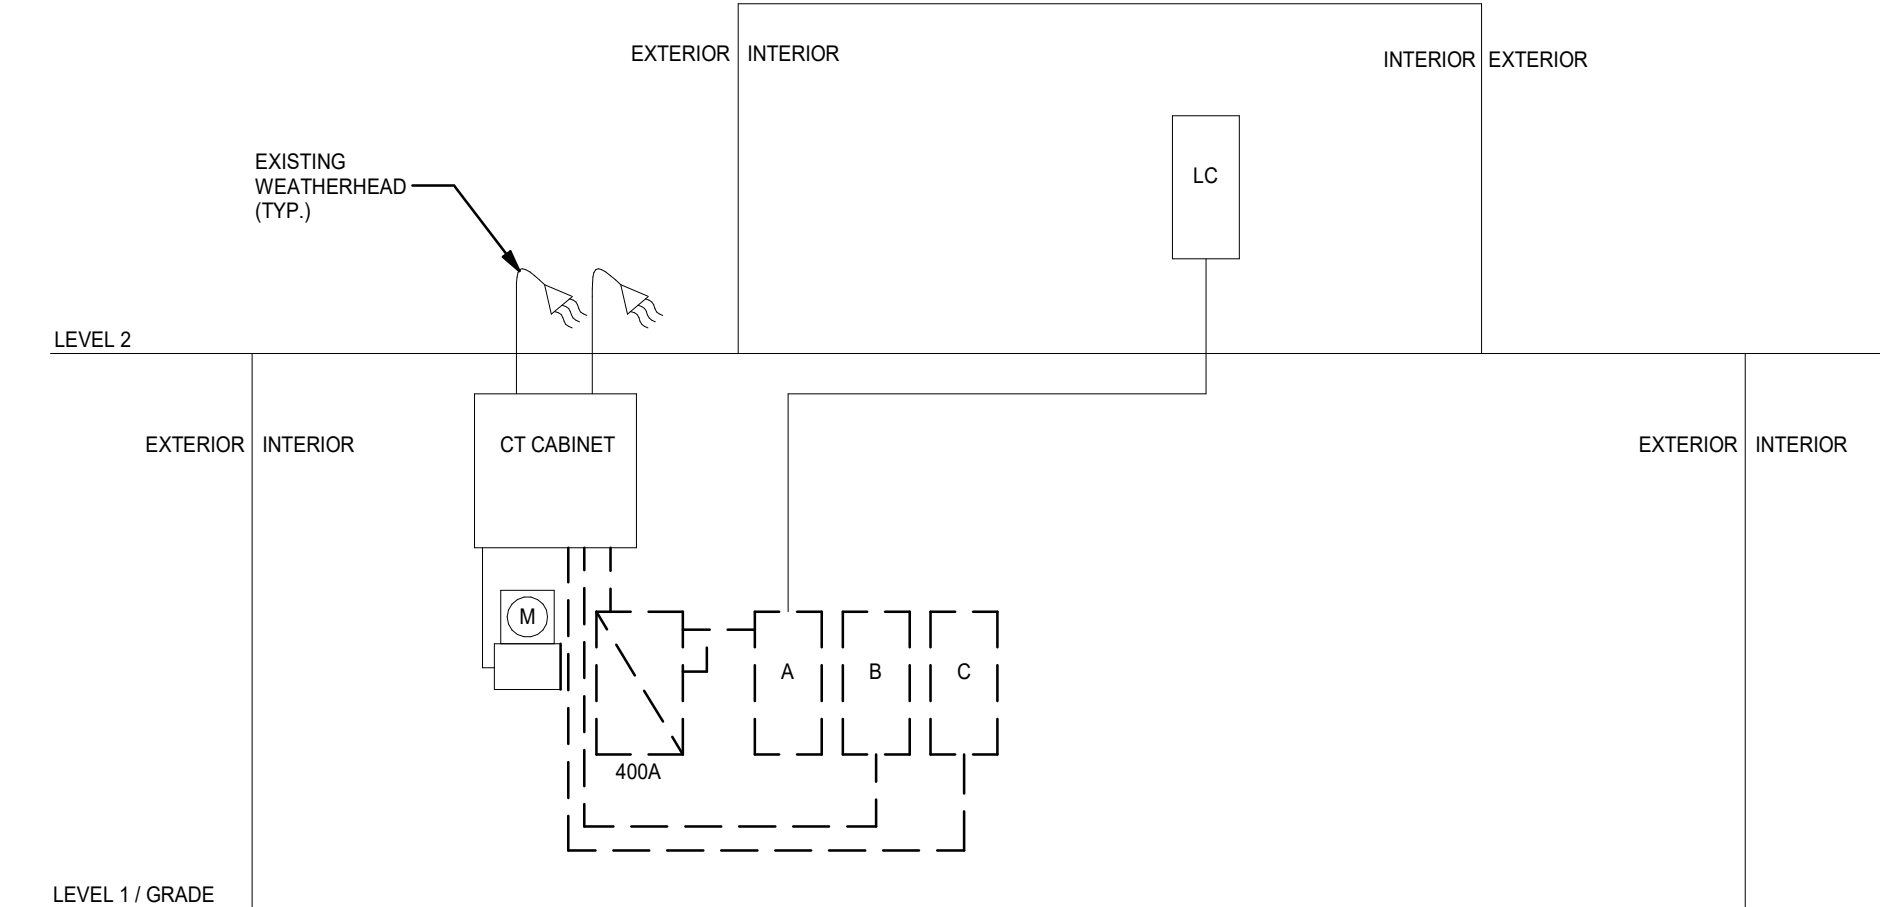 EXTERIOR INTERIOR
INTERIOR EXTERIOR
EXISTING
WEATHERHEAD
(TYP.)
LC
LEVEL 2
EXTERIOR INTERIOR
CT CABINET
EXTERIOR INTERIOR
M
A
B
C
400A
LEVEL 1 / GRADE